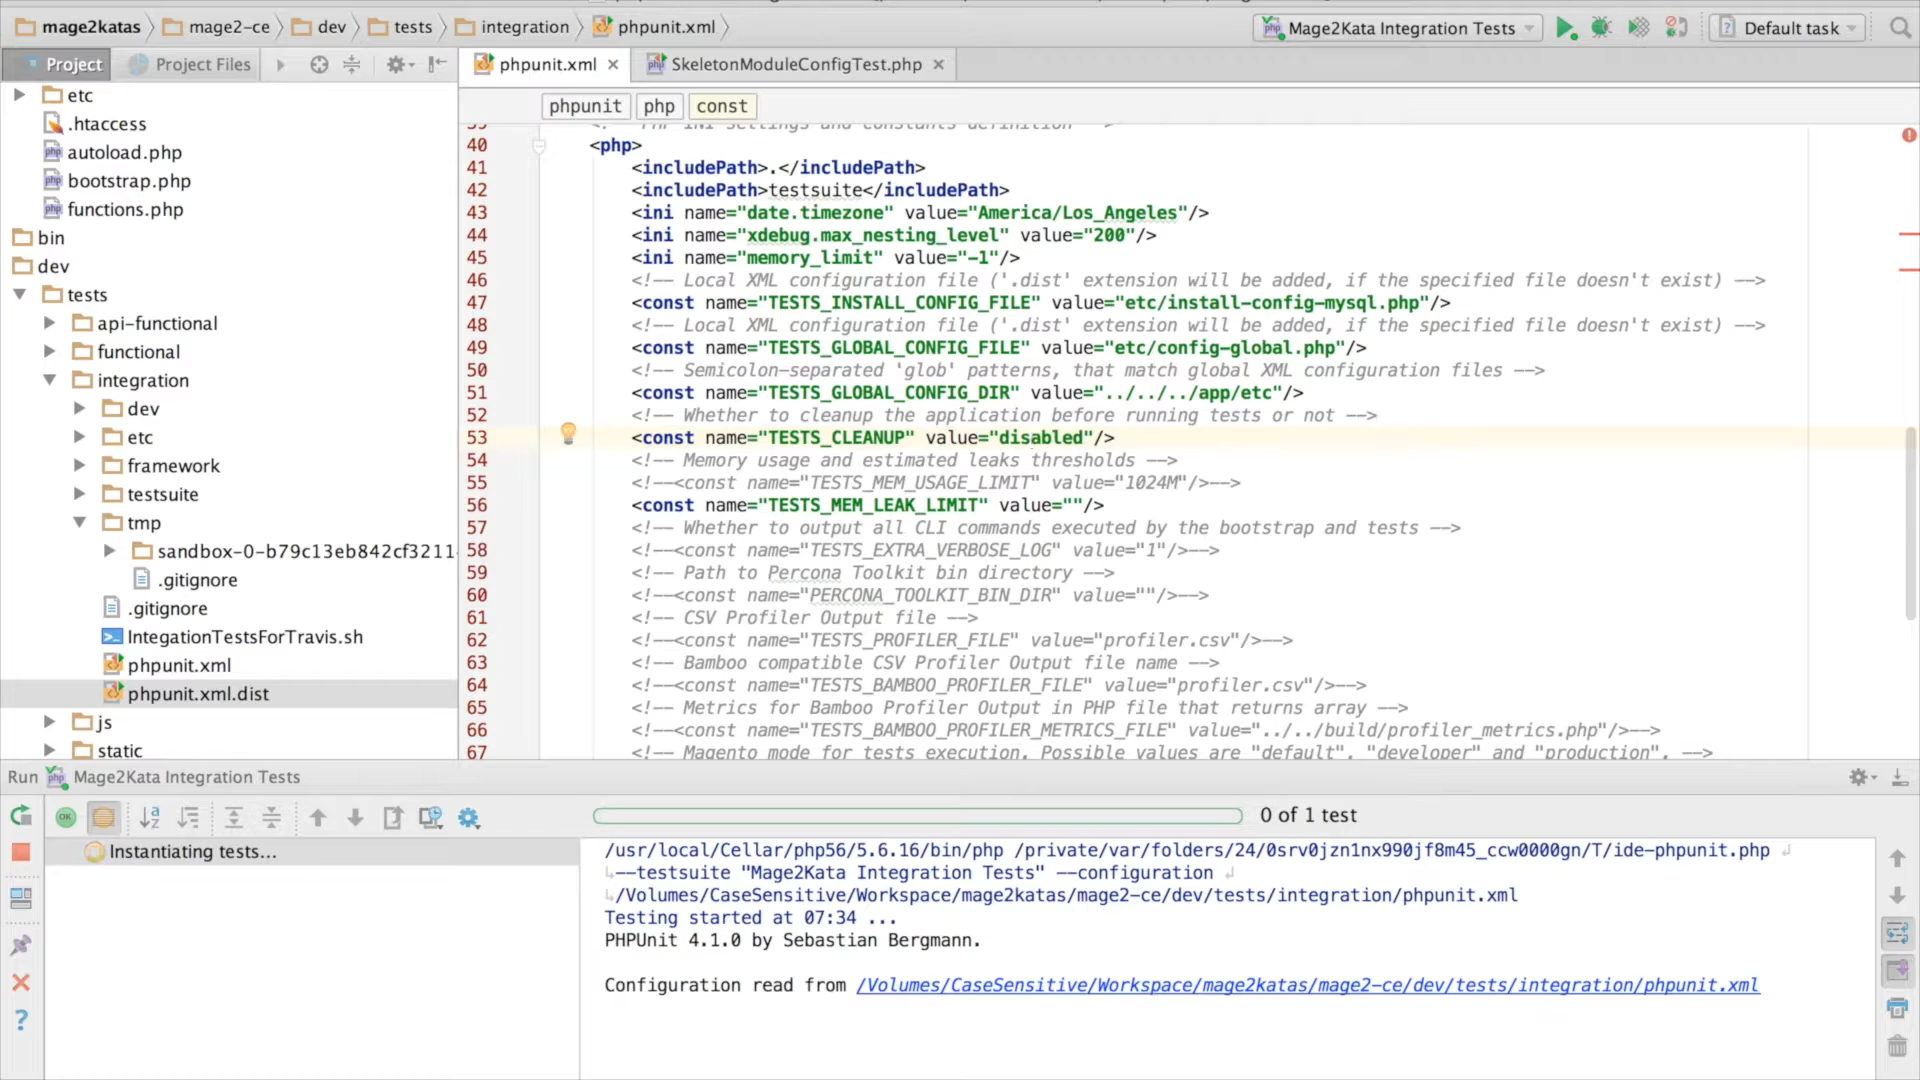 mage2katas mage2-ce dev tests integration phpunit.xml Mage2Kata Integration Tests Default task
Project Project Files phpunit.xml SkeletonModuleConfigTest.php
phpunit php const
etc
.htaccess
autoload.php
bootstrap.php
functions.php
bin
dev
tests
api-functional
functional
integration
dev
etc
framework
testsuite
tmp
sandbox-0-b79c13eb842cf3211
.gitignore
.gitignore
IntegationTestsForTravis.sh
phpunit.xml
phpunit.xml.dist
js
static
39 <!-- PHP INI settings and constants definition -->
40 <php>
41 <includePath>.</includePath>
42 <includePath>testsuite</includePath>
43 <ini name="date.timezone" value="America/Los_Angeles"/>
44 <ini name="xdebug.max_nesting_level" value="200"/>
45 <ini name="memory_limit" value="-1"/>
46 <!-- Local XML configuration file ('.dist' extension will be added, if the specified file doesn't exist) -->
47 <const name="TESTS_INSTALL_CONFIG_FILE" value="etc/install-config-mysql.php"/>
48 <!-- Local XML configuration file ('.dist' extension will be added, if the specified file doesn't exist) -->
49 <const name="TESTS_GLOBAL_CONFIG_FILE" value="etc/config-global.php"/>
50 <!-- Semicolon-separated 'glob' patterns, that match global XML configuration files -->
51 <const name="TESTS_GLOBAL_CONFIG_DIR" value="../../../app/etc"/>
52 <!-- Whether to cleanup the application before running tests or not -->
53 <const name="TESTS_CLEANUP" value="disabled"/>
54 <!-- Memory usage and estimated leaks thresholds -->
55 <!--<const name="TESTS_MEM_USAGE_LIMIT" value="1024M"/>-->
56 <const name="TESTS_MEM_LEAK_LIMIT" value=""/>
57 <!-- Whether to output all CLI commands executed by the bootstrap and tests -->
58 <!--<const name="TESTS_EXTRA_VERBOSE_LOG" value="1"/>-->
59 <!-- Path to Percona Toolkit bin directory -->
60 <!--<const name="PERCONA_TOOLKIT_BIN_DIR" value=""/>-->
61 <!-- CSV Profiler Output file -->
62 <!--<const name="TESTS_PROFILER_FILE" value="profiler.csv"/>-->
63 <!-- Bamboo compatible CSV Profiler Output file name -->
64 <!--<const name="TESTS_BAMBOO_PROFILER_FILE" value="profiler.csv"/>-->
65 <!-- Metrics for Bamboo Profiler Output in PHP file that returns array -->
66 <!--<const name="TESTS_BAMBOO_PROFILER_METRICS_FILE" value="../../build/profiler_metrics.php"/>-->
67 <!-- Magento mode for tests execution. Possible values are "default", "developer" and "production". -->
Run Mage2Kata Integration Tests
0 of 1 test
Instantiating tests...
/usr/local/Cellar/php56/5.6.16/bin/php /private/var/folders/24/0srv0jzn1nx990jf8m45_ccw0000gn/T/ide-phpunit.php
--testsuite "Mage2Kata Integration Tests" --configuration
/Volumes/CaseSensitive/Workspace/mage2katas/mage2-ce/dev/tests/integration/phpunit.xml
Testing started at 07:34 ...
PHPUnit 4.1.0 by Sebastian Bergmann.
Configuration read from /Volumes/CaseSensitive/Workspace/mage2katas/mage2-ce/dev/tests/integration/phpunit.xml